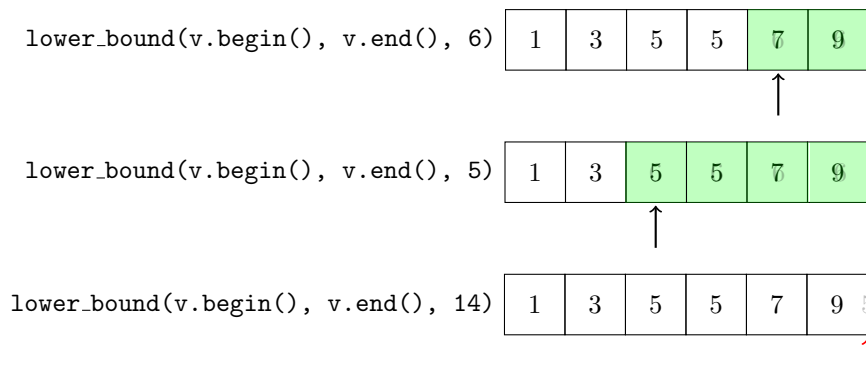 lower_bound(v.begin(), v.end(), 6) 1 3 5 5 7 9
lower_bound(v.begin(), v.end(), 5) 1 3 5 5 7 9
lower_bound(v.begin(), v.end(), 14) 1 3 5 5 7 9